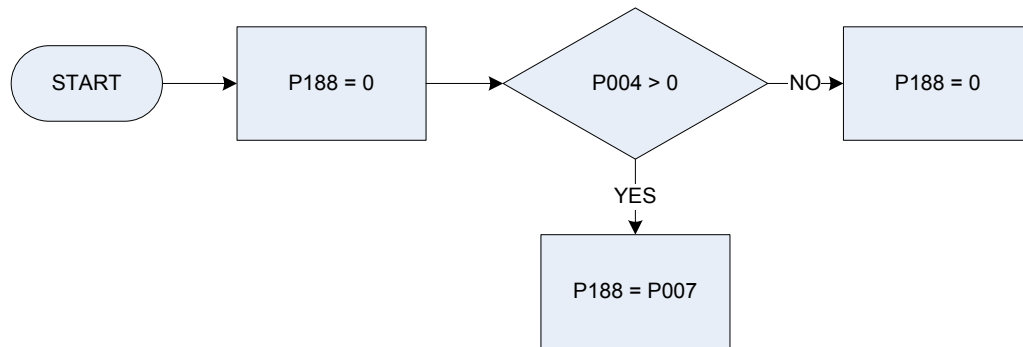 START
P188 = 0
P004 > 0
NO
P188 = 0
YES
P188 = P007